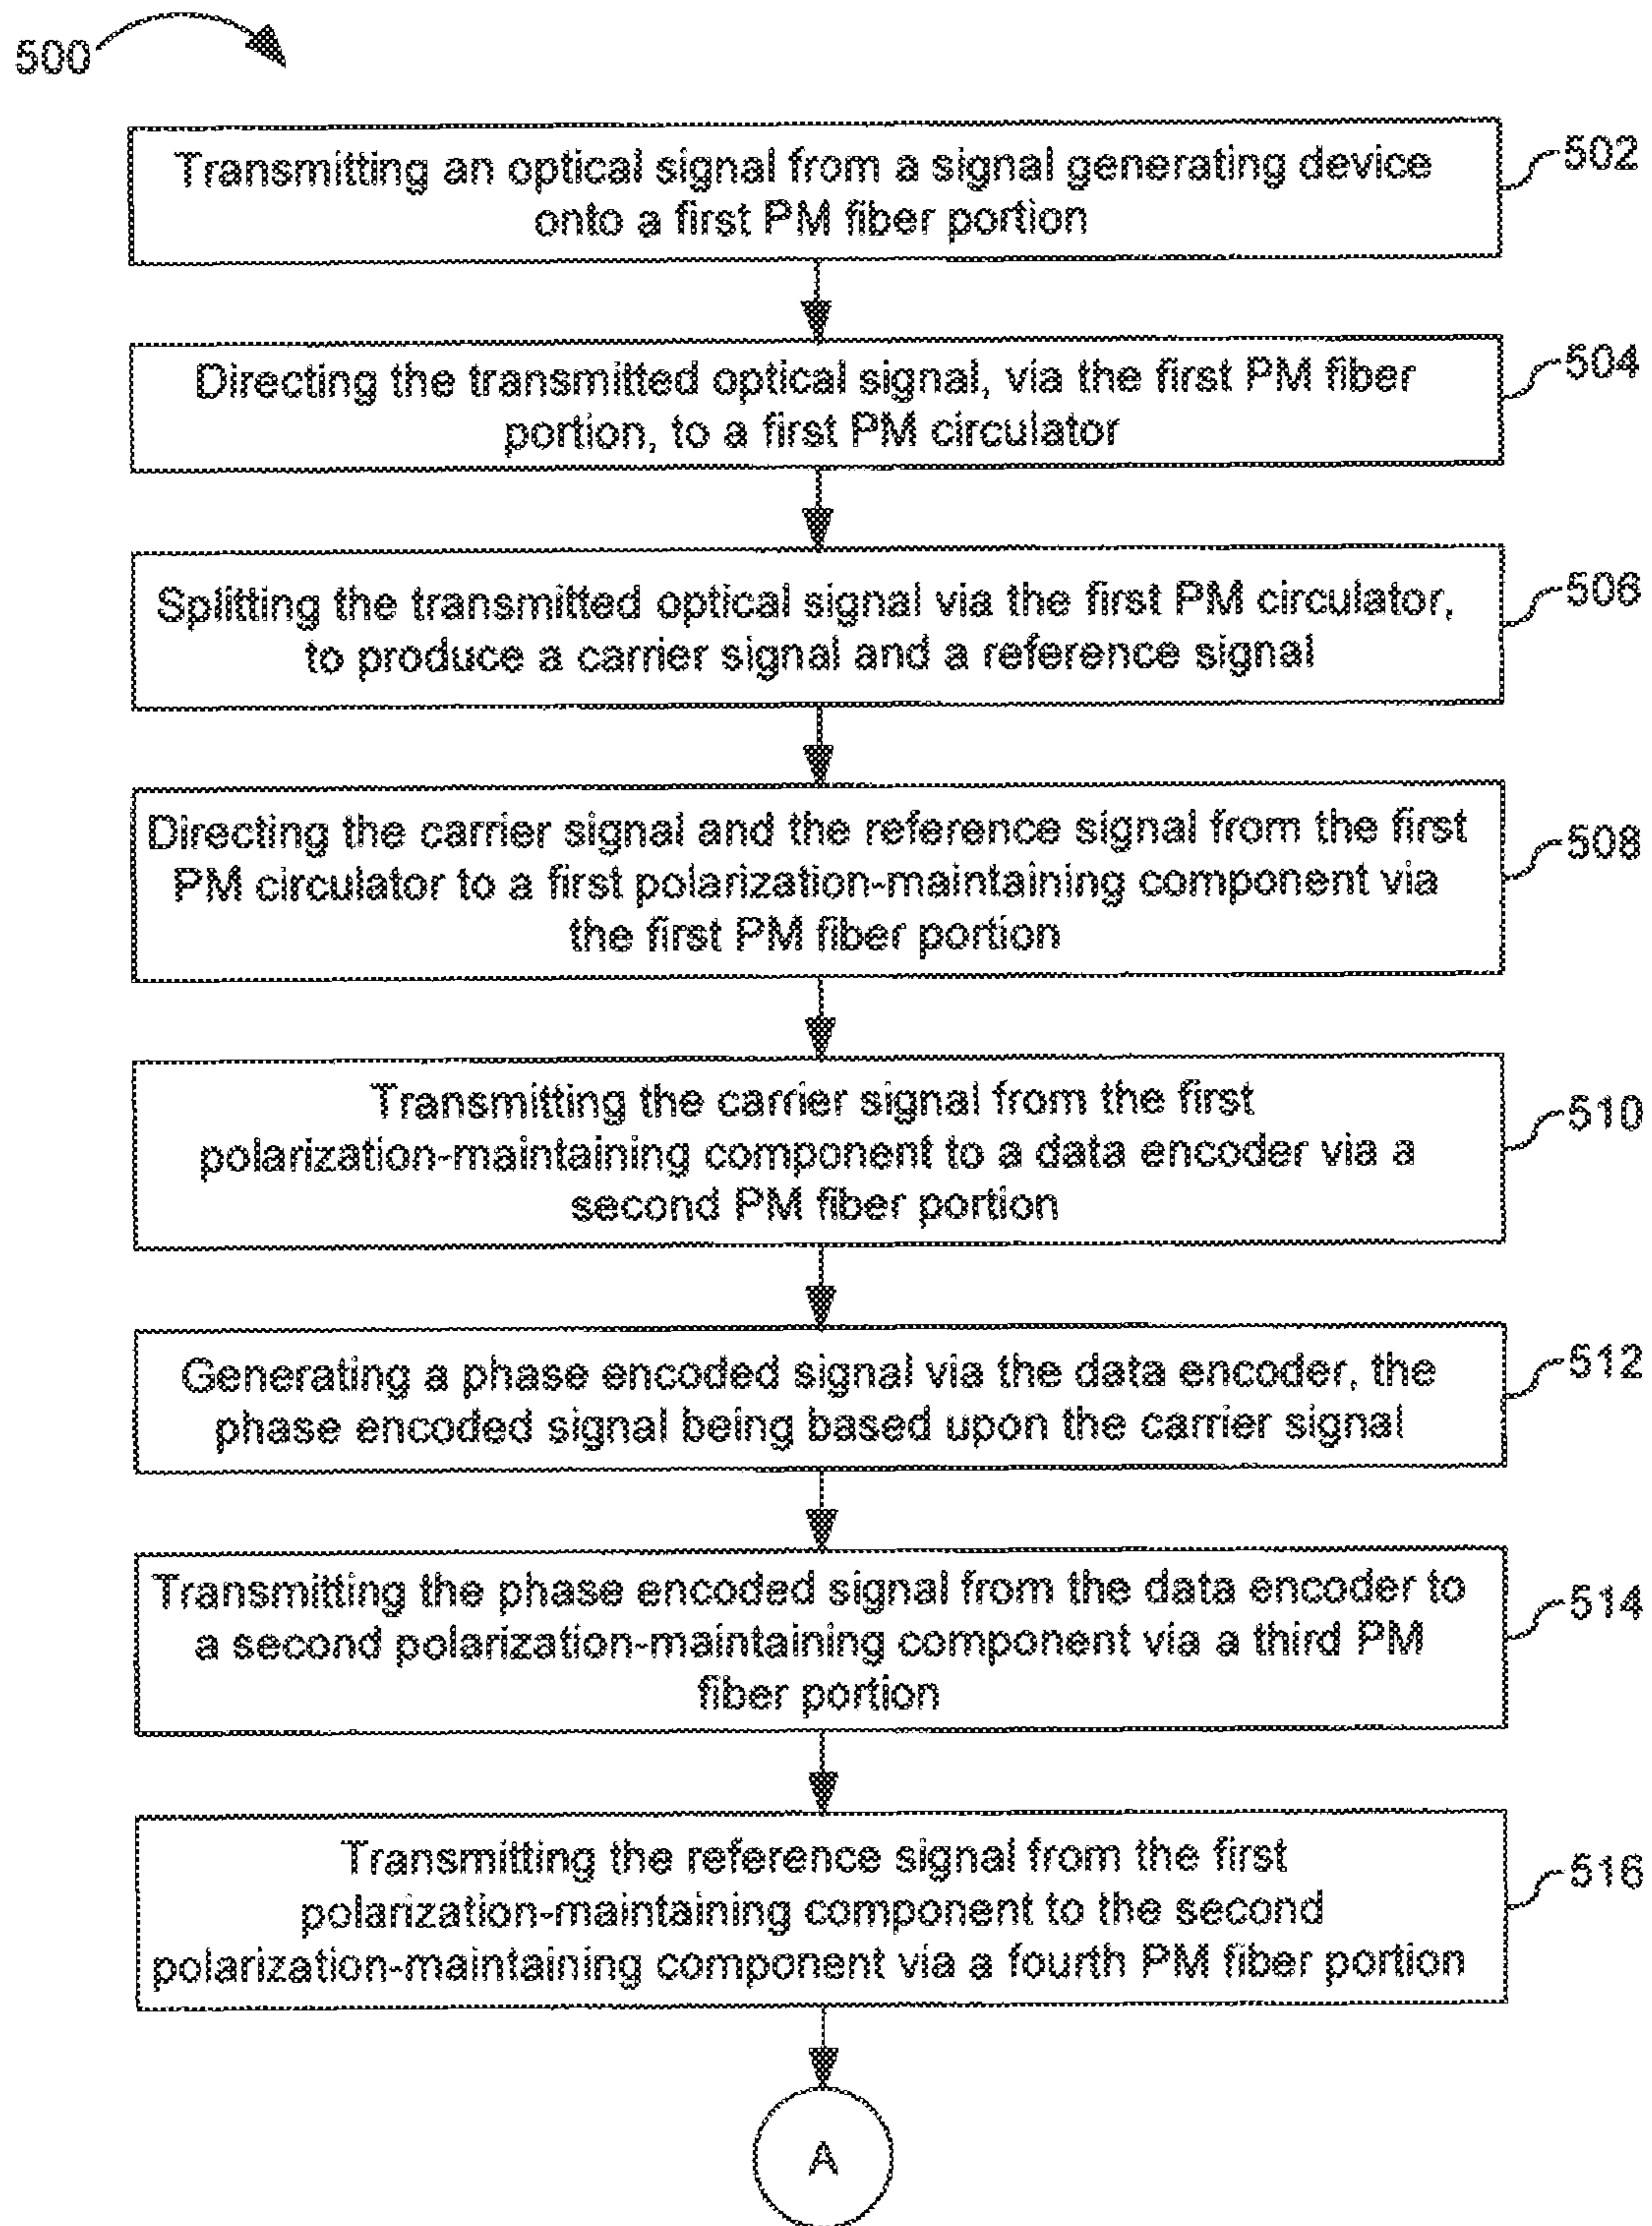 500
Transmitting an optical signal from a signal generating device
onto a first PM fiber portion
502
Directing the transmitted optical signal, via the first PM fiber
portion, to a first PM circulator
504
Splitting the transmitted optical signal via the first PM circulator,
to produce a carrier signal and a reference signal
506
Directing the carrier signal and the reference signal from the first
PM circulator to a first polarization-maintaining component via
the first PM fiber portion
508
Transmitting the carrier signal from the first
polarization-maintaining component to a data encoder via a
second PM fiber portion
510
Generating a phase encoded signal via the data encoder, the
phase encoded signal being based upon the carrier signal
512
Transmitting the phase encoded signal from the data encoder to
a second polarization-maintaining component via a third PM
fiber portion
514
Transmitting the reference signal from the first
polarization-maintaining component to the second
polarization-maintaining component via a fourth PM fiber portion
516
A